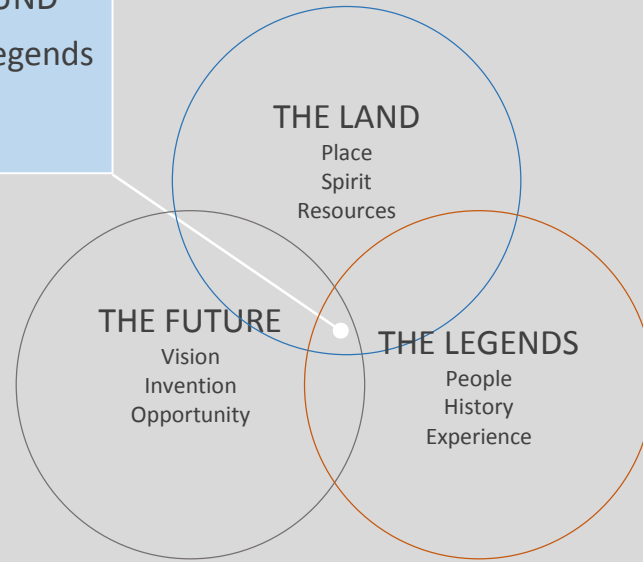 egends
THE LAND
Place
Spirit
Resources
THE FUTURE
Vision
Invention
Opportunity
THE LEGENDS
People
History
Experience